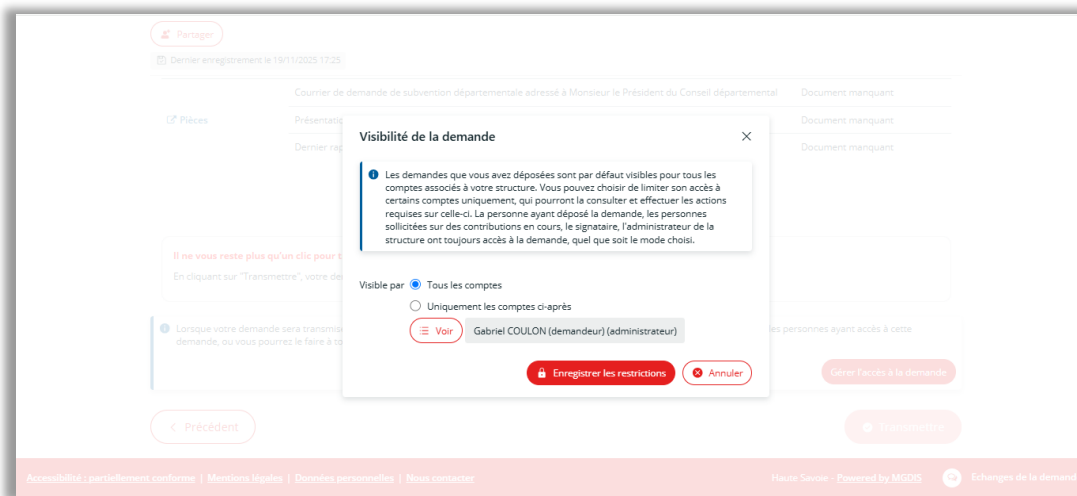 Partager
Dernier enregistrement le 19/11/2025 17:25
Courrier de demande de subvention départementale adressé à Monsieur le Président du Conseil départemental Document manquant
Pièces
Document manquant
Dernier Document manquant
Visibilité de la demande
Les demandes que vous avez déposées sont par défaut visibles pour tous les
comptes associés à votre structure. Vous pouvez choisir de limiter son accès à
certains comptes uniquement, qui pourront la consulter et effectuer les actions
requises sur celle-ci. La personne ayant déposé la demande, les personnes
sollicitées sur des contributions en cours, le signataire, l'administrateur de la
structure ont toujours accès à la demande, quel que soit le mode choisi.
Il ne vous reste plus qu'un clic pour
En cliquant sur "Transmettre", votre
Visible par Tous les comptes
Uniquement les comptes ci-après
Voir Gabriel COULON (demandeur) (administrateur)
Lorsque votre demande sera les personnes ayant accès à cette
demande, ou vous pourrez le faire à
Enregistrer les restrictions Annuler
Gérer l'accès à la demande
Précédent Transmettre
Accessibilité : partiellement conforme | Mentions légales | Données personnelles | Nous contacter
Haute Savoie - Powered by MGDIS Echanges de la